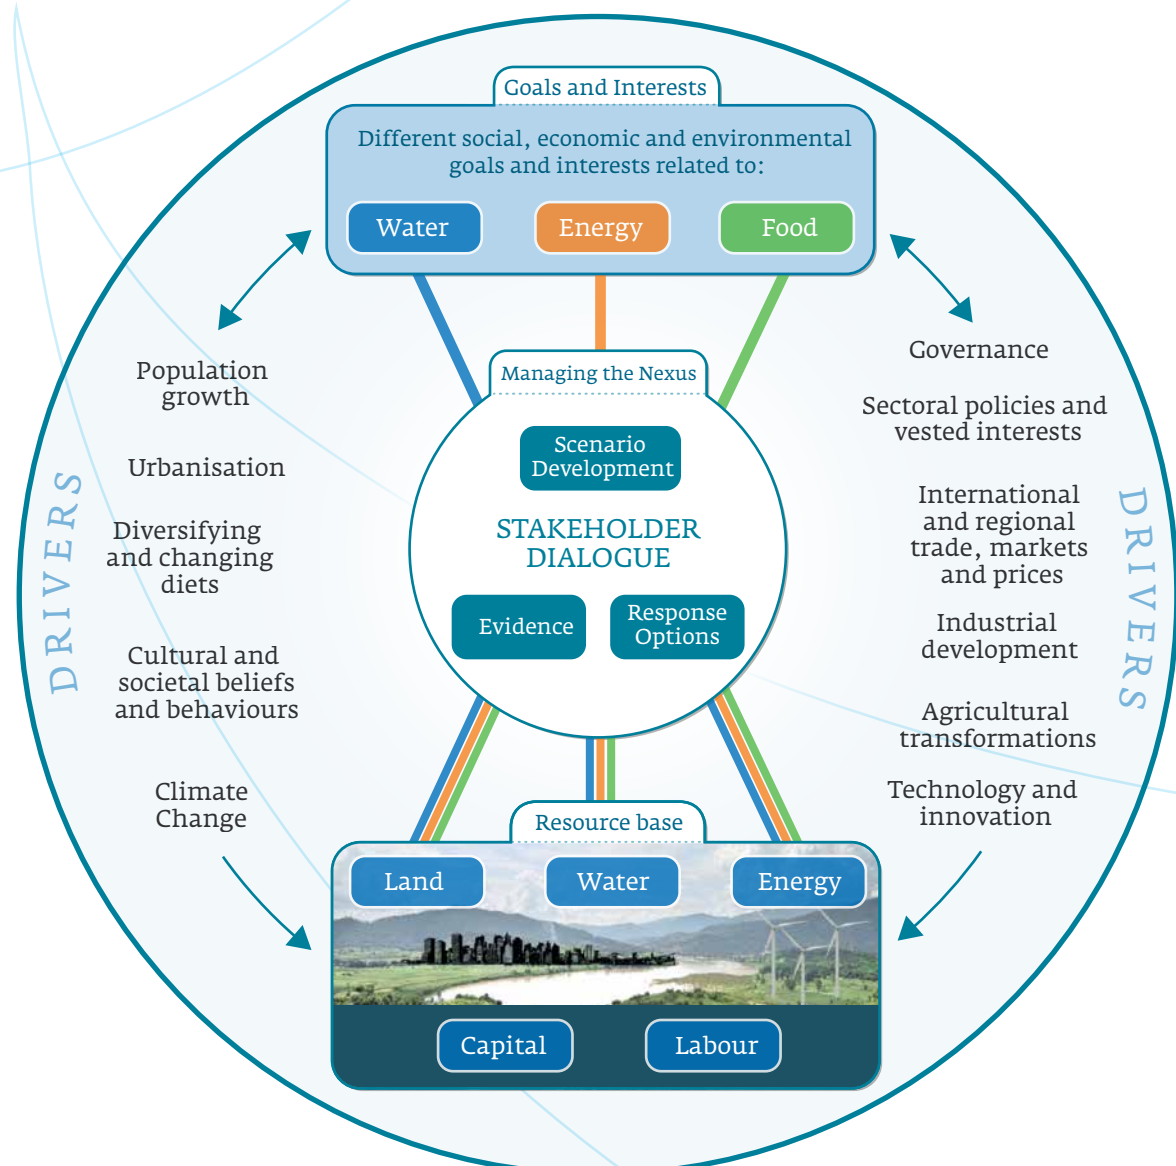 Goals and Interests
Different social, economic and environmental
goals and interests related to:
Water
Energy
Food
DRIVERS
Population
growth
Urbanisation
Diversifying
and changing
diets
Cultural and
societal beliefs
and behaviours
Climate
Change
Managing the Nexus
Scenario
Development
STAKEHOLDER
DIALOGUE
Evidence
Response
Options
Governance
Sectoral policies and
vested interests
International
and regional
trade, markets
and prices
Industrial
development
Agricultural
transformations
Technology and
innovation
DRIVERS
Resource base
Land
Water
Energy
Capital
Labour